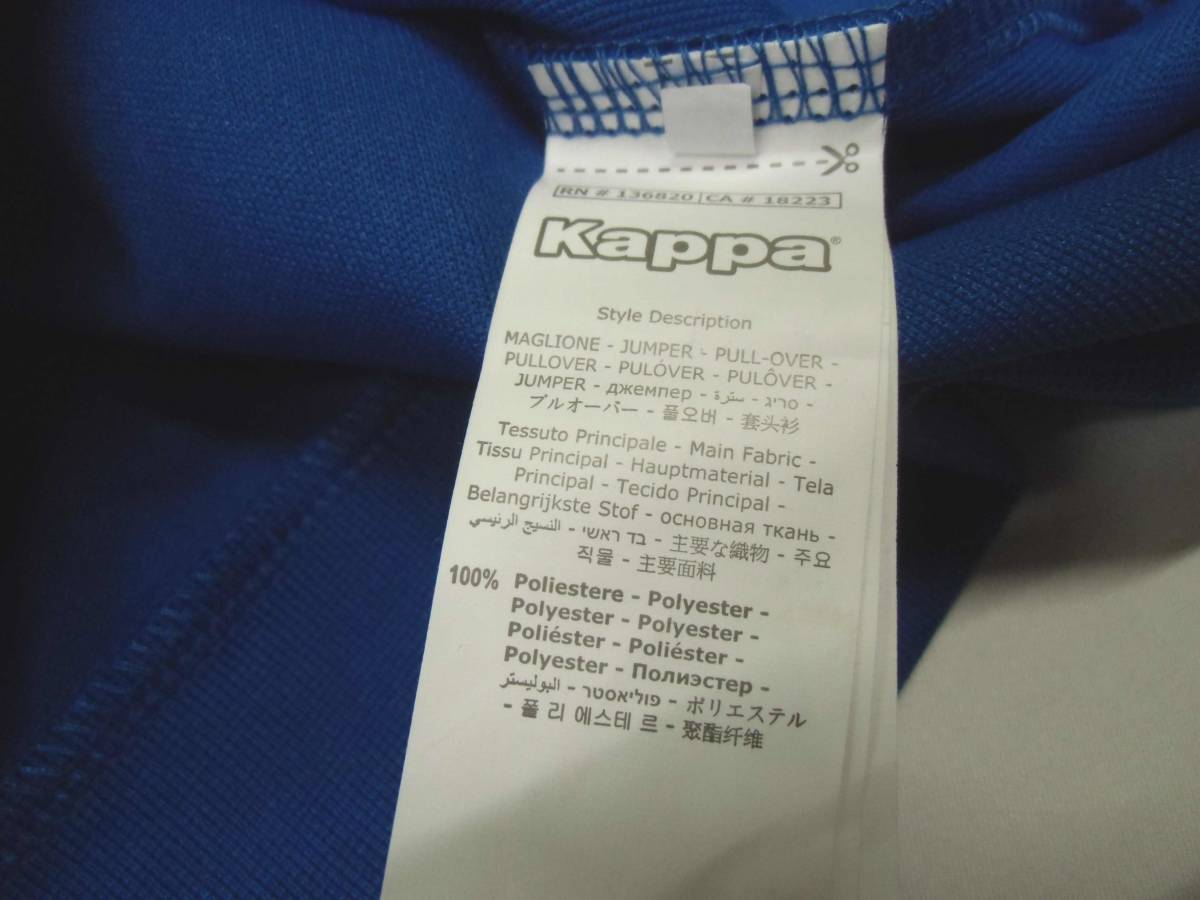 RN # 136820 CA # 18223
Kappa®
Style Description
MAGLIONE - JUMPER - PULL-OVER -
PULLOVER - PULÓVER - PULÔVER -
JUMPER - джемпер - سترة - סריג -
プルオーバー - 풀오버 - 套头衫
Tessuto Principale - Main Fabric -
Tissu Principal - Hauptmaterial - Tela
Principal - Tecido Principal -
Belangrijkste Stof - основная ткань -
النسيج الرئيسي - בד ראשי - 主要な織物 - 주요
직물 - 主要面料
100% Poliestere - Polyester -
Polyester - Polyester -
Poliéster - Poliéster -
Polyester - Полиэстер -
البوليستر - פוליאסטר - ポリエステル
- 폴리에스테르 - 聚酯纤维